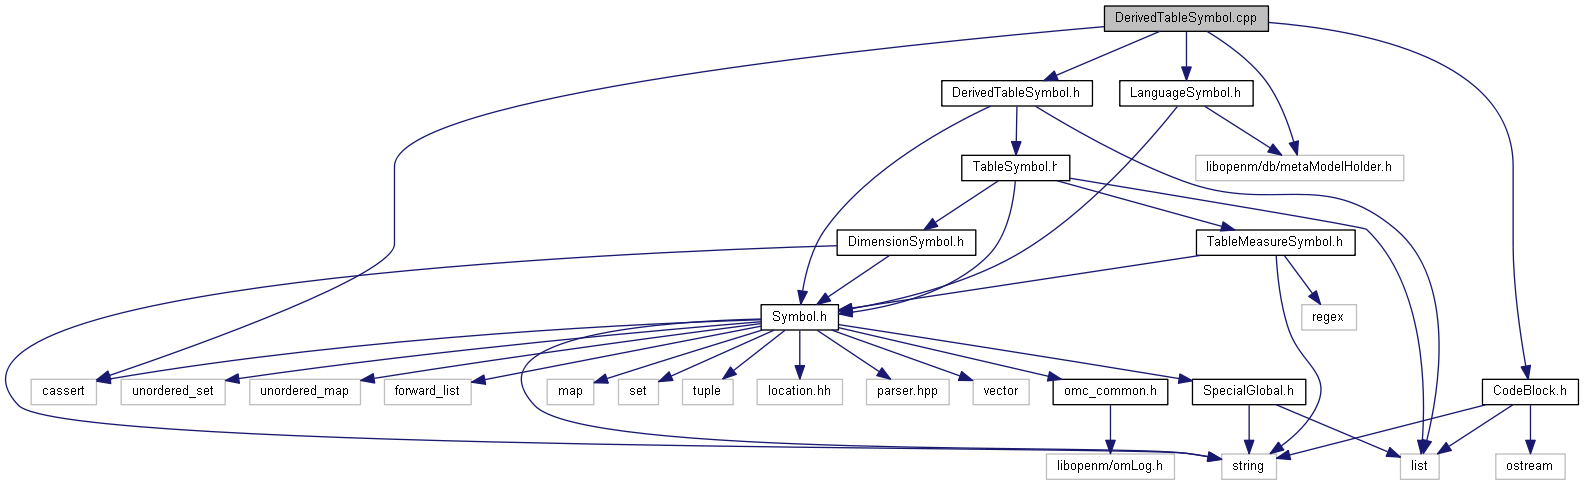 DerivedTableSymbol.cpp
DerivedTableSymbol.h
LanguageSymbol.h
TableSymbol.h
libopenm/db/metaModelHolder.h
DimensionSymbol.h
TableMeasureSymbol.h
Symbol.h
regex
cassert
unordered_set
unordered_map
forward_list
map
set
tuple
location.hh
parser.hpp
vector
omc_common.h
SpecialGlobal.h
CodeBlock.h
libopenm/omLog.h
string
list
ostream